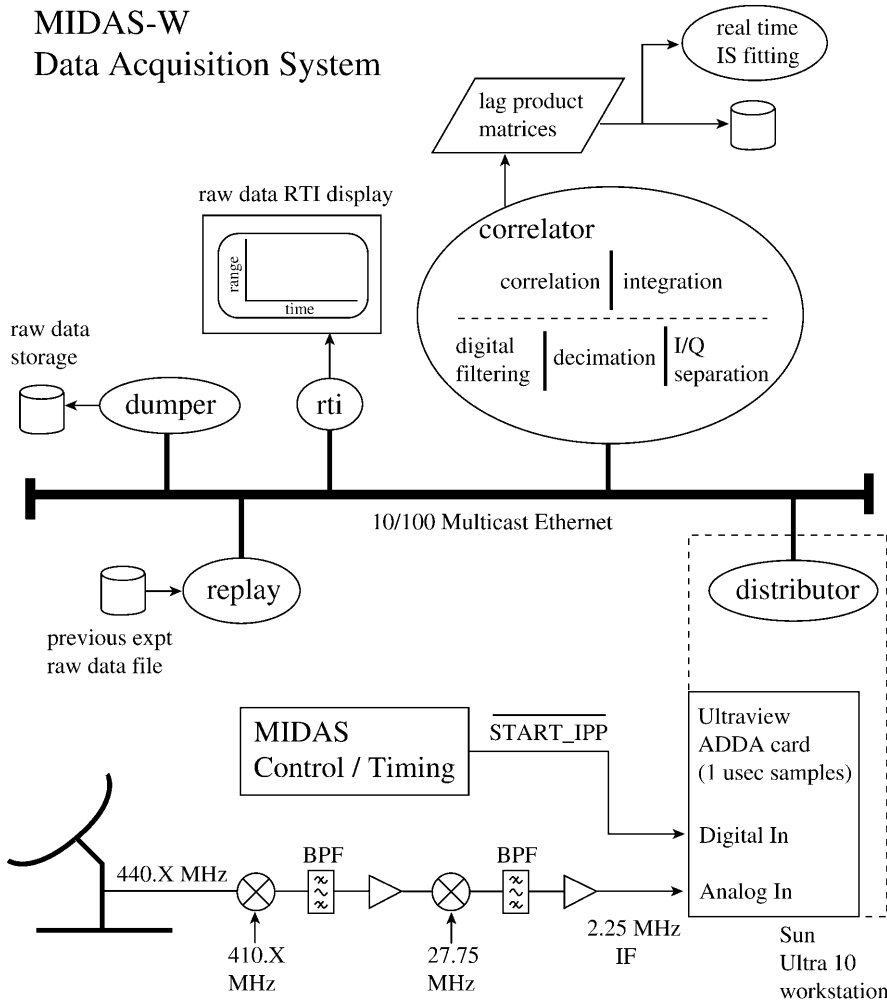 MIDAS-W
Data Acquisition System
real time
IS fitting
lag product
matrices
raw data RTI display
range
time
correlator
correlation
integration
digital
filtering
decimation
I/Q
separation
raw data
storage
dumper
rti
10/100 Multicast Ethernet
replay
distributor
previous expt
raw data file
MIDAS
Control / Timing
START_IPP
Ultraview
ADDA card
(1 usec samples)
Digital In
Analog In
440.X MHz
BPF
BPF
410.X
MHz
27.75
MHz
2.25 MHz
IF
Sun
Ultra 10
workstation